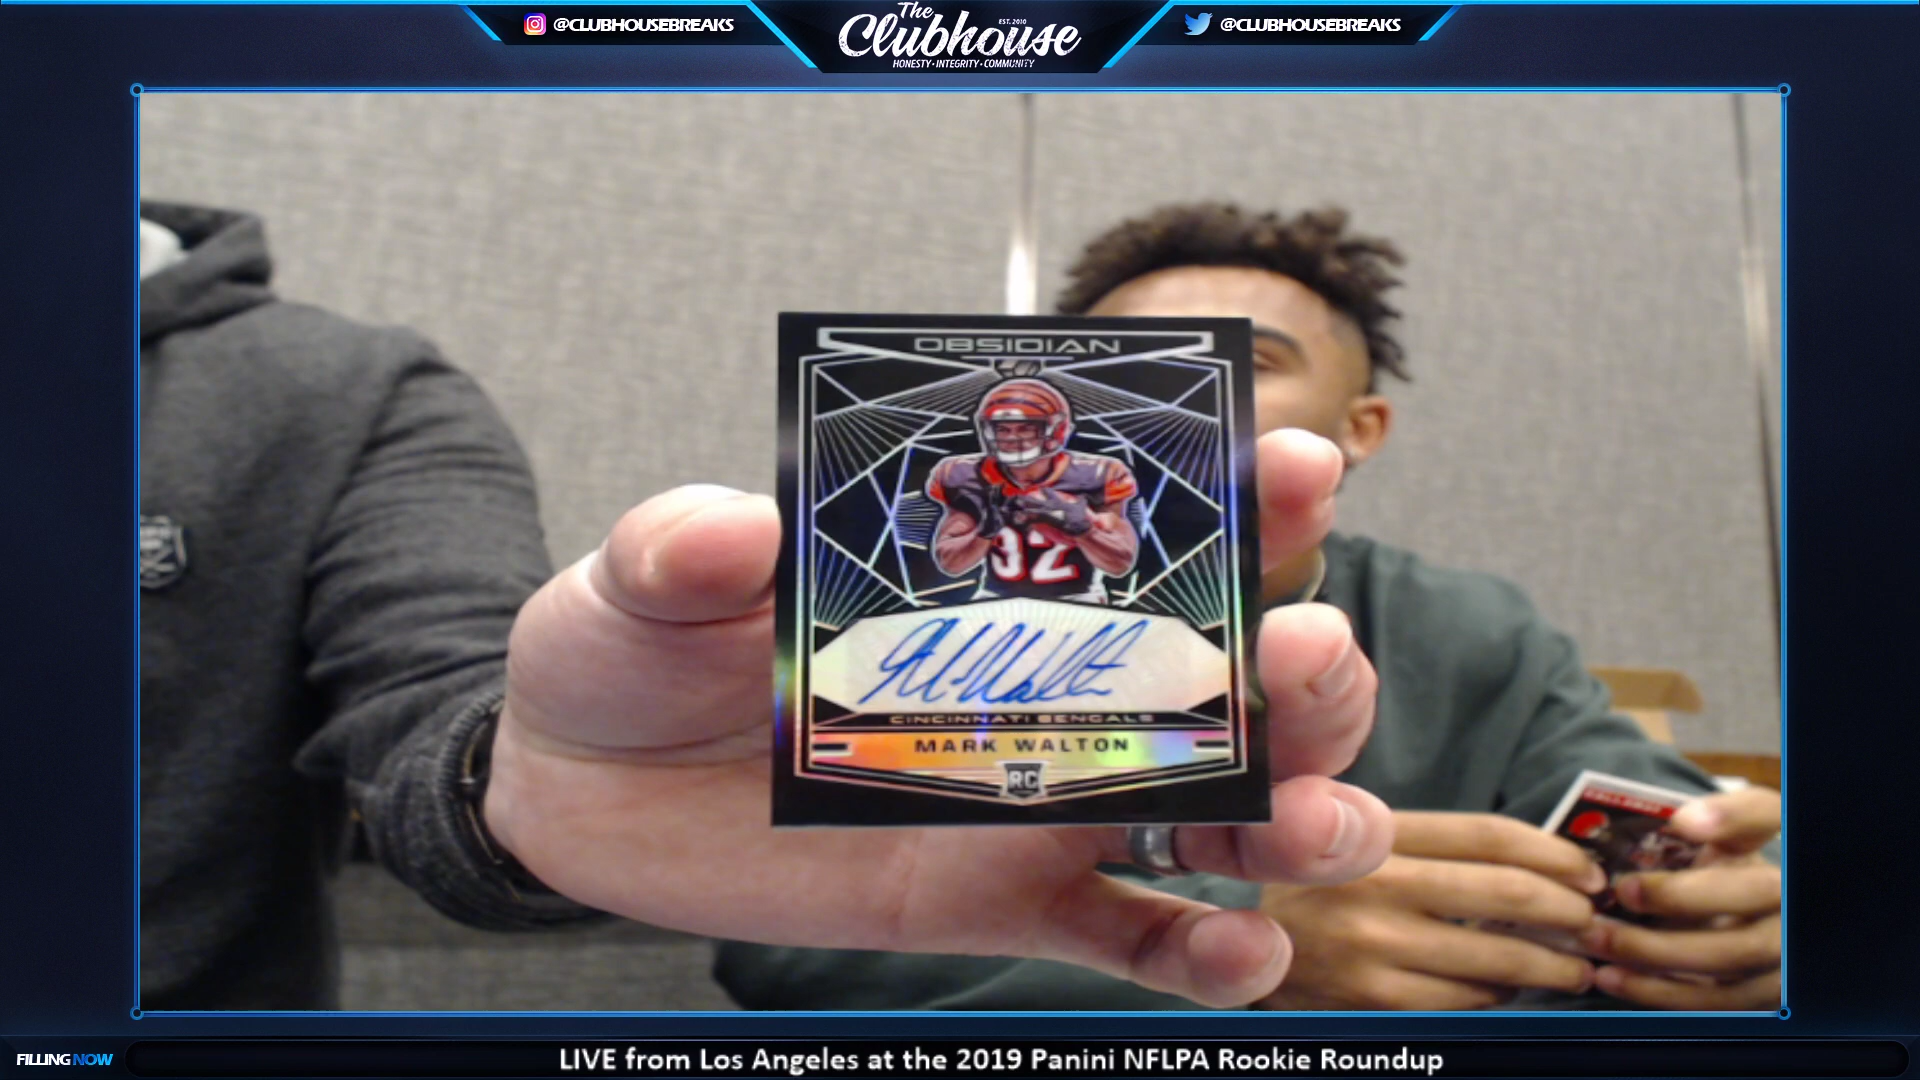 @CLUBHOUSEBREAKS
The
EST. 2010
Clubhouse
HONESTY • INTEGRITY • COMMUNITY
@CLUBHOUSEBREAKS
OBSIDIAN
32
CINCINNATI BENGALS
MARK WALTON
RC
FILLING NOW
LIVE from Los Angeles at the 2019 Panini NFLPA Rookie Roundup